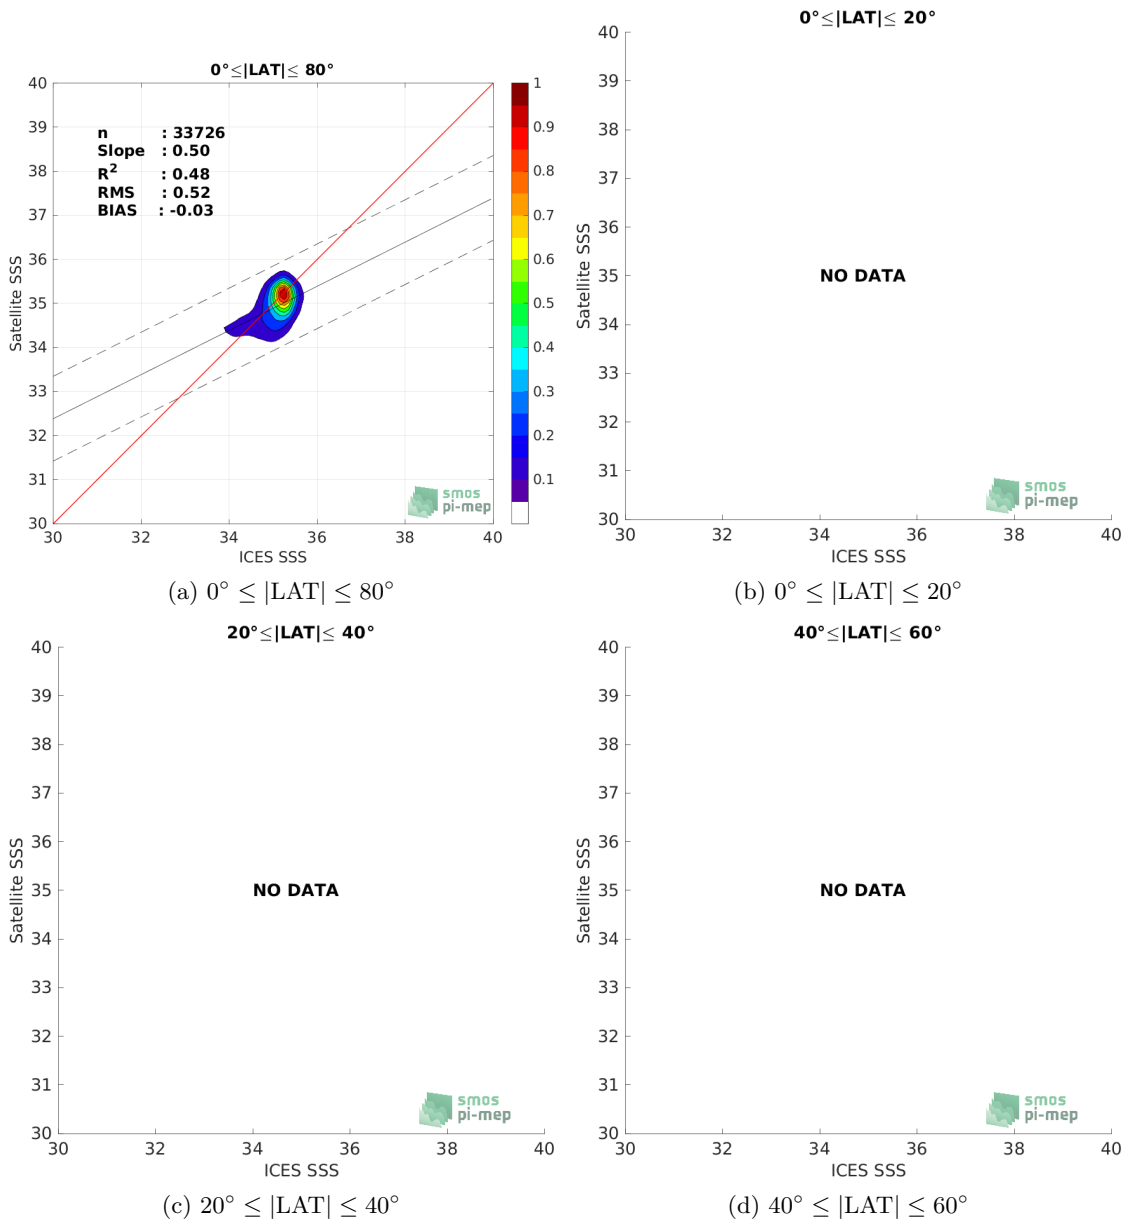 0°≤|LAT|≤ 80°
40
39
38
37
36
35
34
33
32
31
30
Satellite SSS
n : 33726
Slope : 0.50
R² : 0.48
RMS : 0.52
BIAS : -0.03
30 32 34 36 38 40
ICES SSS
1
0.9
0.8
0.7
0.6
0.5
0.4
0.3
0.2
0.1
smos
pi-mep
(a) 0° ≤ |LAT| ≤ 80°
0°≤|LAT|≤ 20°
40
39
38
37
36
35
34
33
32
31
30
Satellite SSS
NO DATA
smos
pi-mep
30 32 34 36 38 40
ICES SSS
(b) 0° ≤ |LAT| ≤ 20°
20°≤|LAT|≤ 40°
40
39
38
37
36
35
34
33
32
31
30
Satellite SSS
NO DATA
smos
pi-mep
30 32 34 36 38 40
ICES SSS
(c) 20° ≤ |LAT| ≤ 40°
40°≤|LAT|≤ 60°
40
39
38
37
36
35
34
33
32
31
30
Satellite SSS
NO DATA
smos
pi-mep
30 32 34 36 38 40
ICES SSS
(d) 40° ≤ |LAT| ≤ 60°